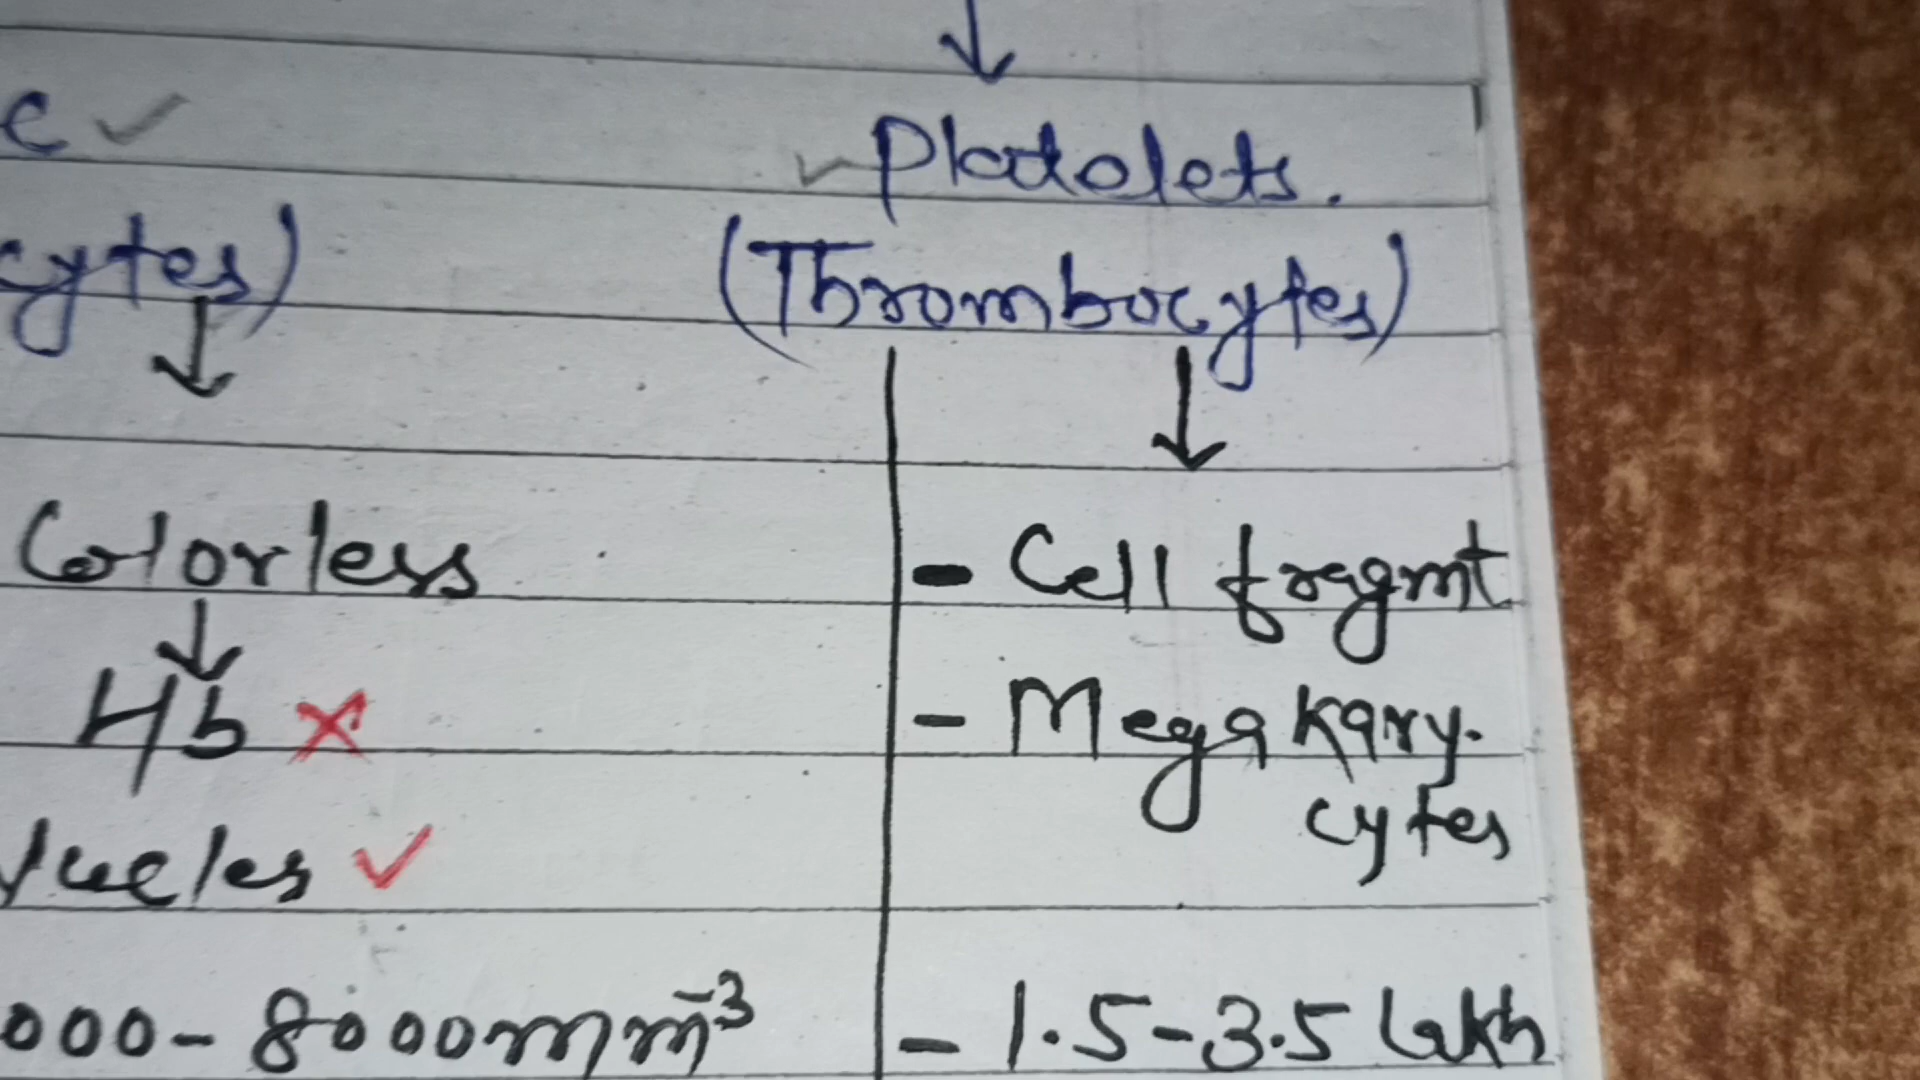 c ✓
✓ Platelets.
cytes)
(Thrombocytes)
Colorless
- Cell fragmt
Hb ×
- Megakary.
cytes
ucles ✓
000-8000mm⁻³
- 1.5-3.5 Lakh